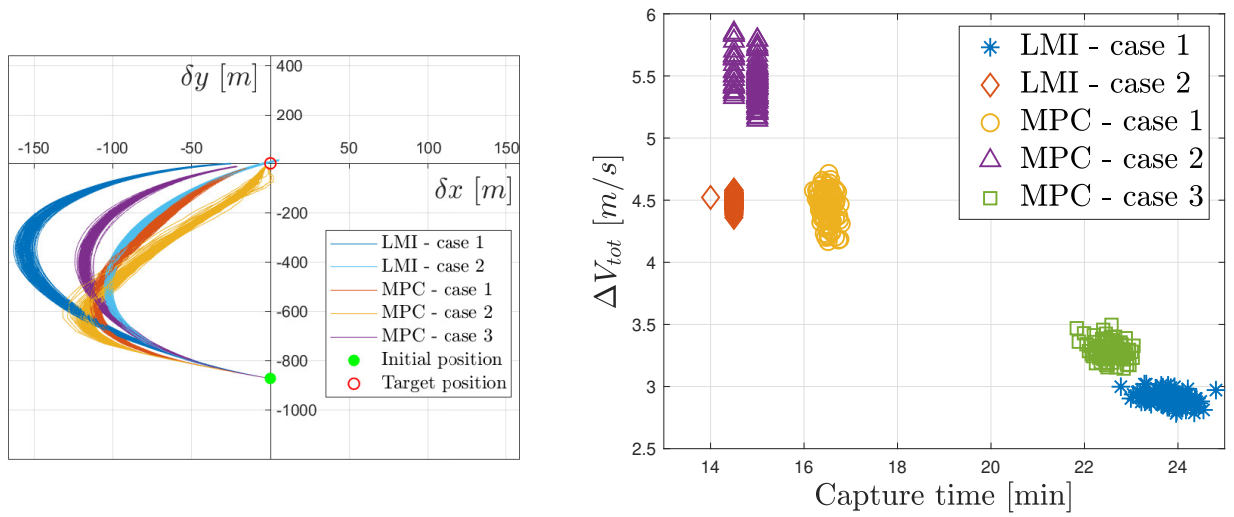 δy [m]
400
200
-150
-100
-50
50
100
150
δx [m]
-200
-400
-600
-800
-1000
LMI - case 1
LMI - case 2
MPC - case 1
MPC - case 2
MPC - case 3
Initial position
Target position
6
5.5
5
4.5
4
3.5
3
2.5
ΔV_{tot} [m/s]
14
16
18
20
22
24
Capture time [min]
LMI - case 1
LMI - case 2
MPC - case 1
MPC - case 2
MPC - case 3